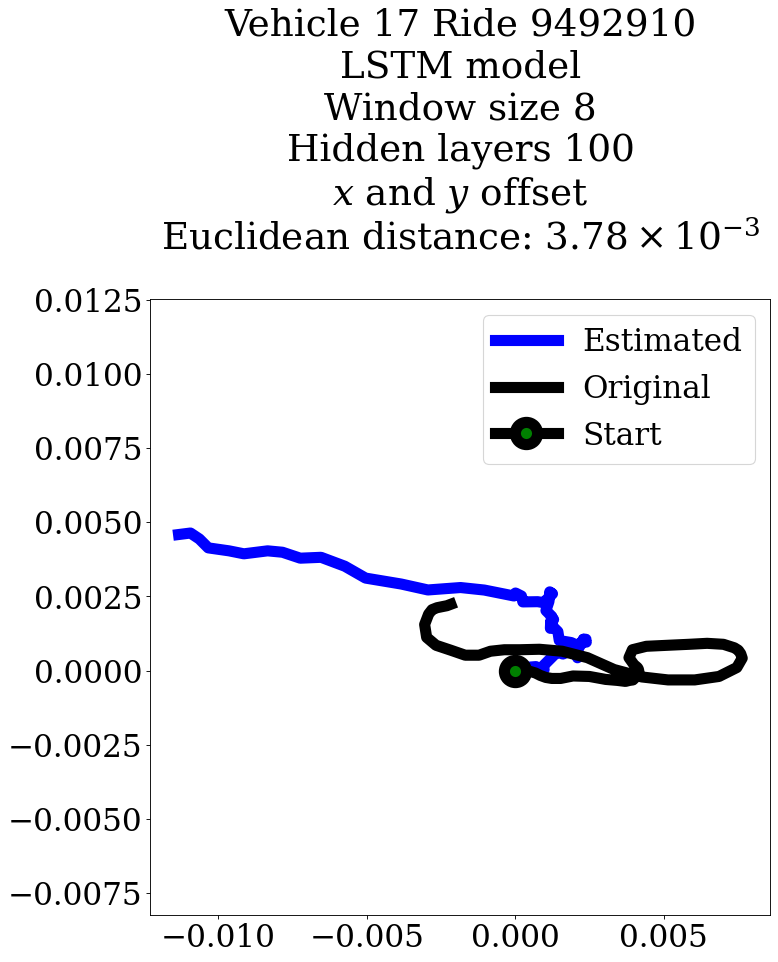 Vehicle 17 Ride 9492910
LSTM model
Window size 8
Hidden layers 100
x and y offset
Euclidean distance: 3.78 × 10⁻³
0.0125
0.0100
0.0075
0.0050
0.0025
0.0000
−0.0025
−0.0050
−0.0075
Estimated
Original
Start
−0.010 −0.005 0.000 0.005